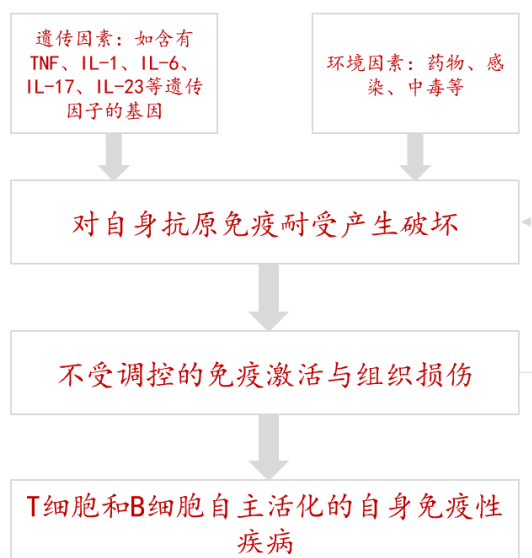 遗传因素：如含有
TNF、IL-1、IL-6、
IL-17、IL-23等遗传
因子的基因
环境因素：药物、感
染、中毒等
对自身抗原免疫耐受产生破坏
不受调控的免疫激活与组织损伤
T细胞和B细胞自主活化的自身免疫性
疾病